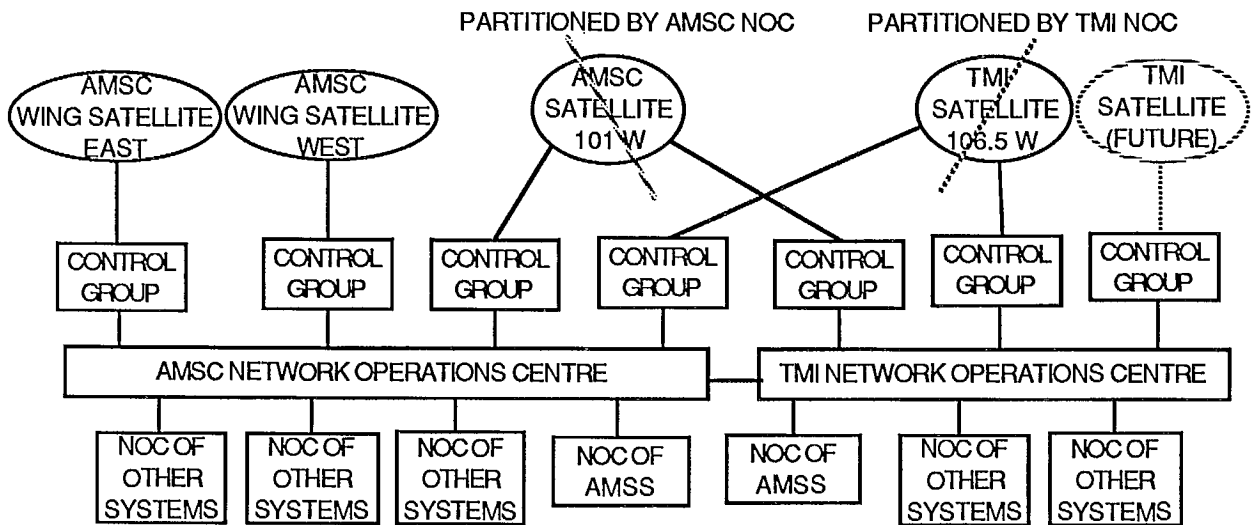 PARTITIONED BY AMSC NOC
PARTITIONED BY TMI NOC
AMSC
WING SATELLITE
EAST
AMSC
WING SATELLITE
WEST
AMSC
SATELLITE
101 W
TMI
SATELLITE
106.5 W
TMI
SATELLITE
(FUTURE)
CONTROL
GROUP
CONTROL
GROUP
CONTROL
GROUP
CONTROL
GROUP
CONTROL
GROUP
CONTROL
GROUP
CONTROL
GROUP
AMSC NETWORK OPERATIONS CENTRE
TMI NETWORK OPERATIONS CENTRE
NOC OF
OTHER
SYSTEMS
NOC OF
OTHER
SYSTEMS
NOC OF
OTHER
SYSTEMS
NOC OF
AMSS
NOC OF
AMSS
NOC OF
OTHER
SYSTEMS
NOC OF
OTHER
SYSTEMS